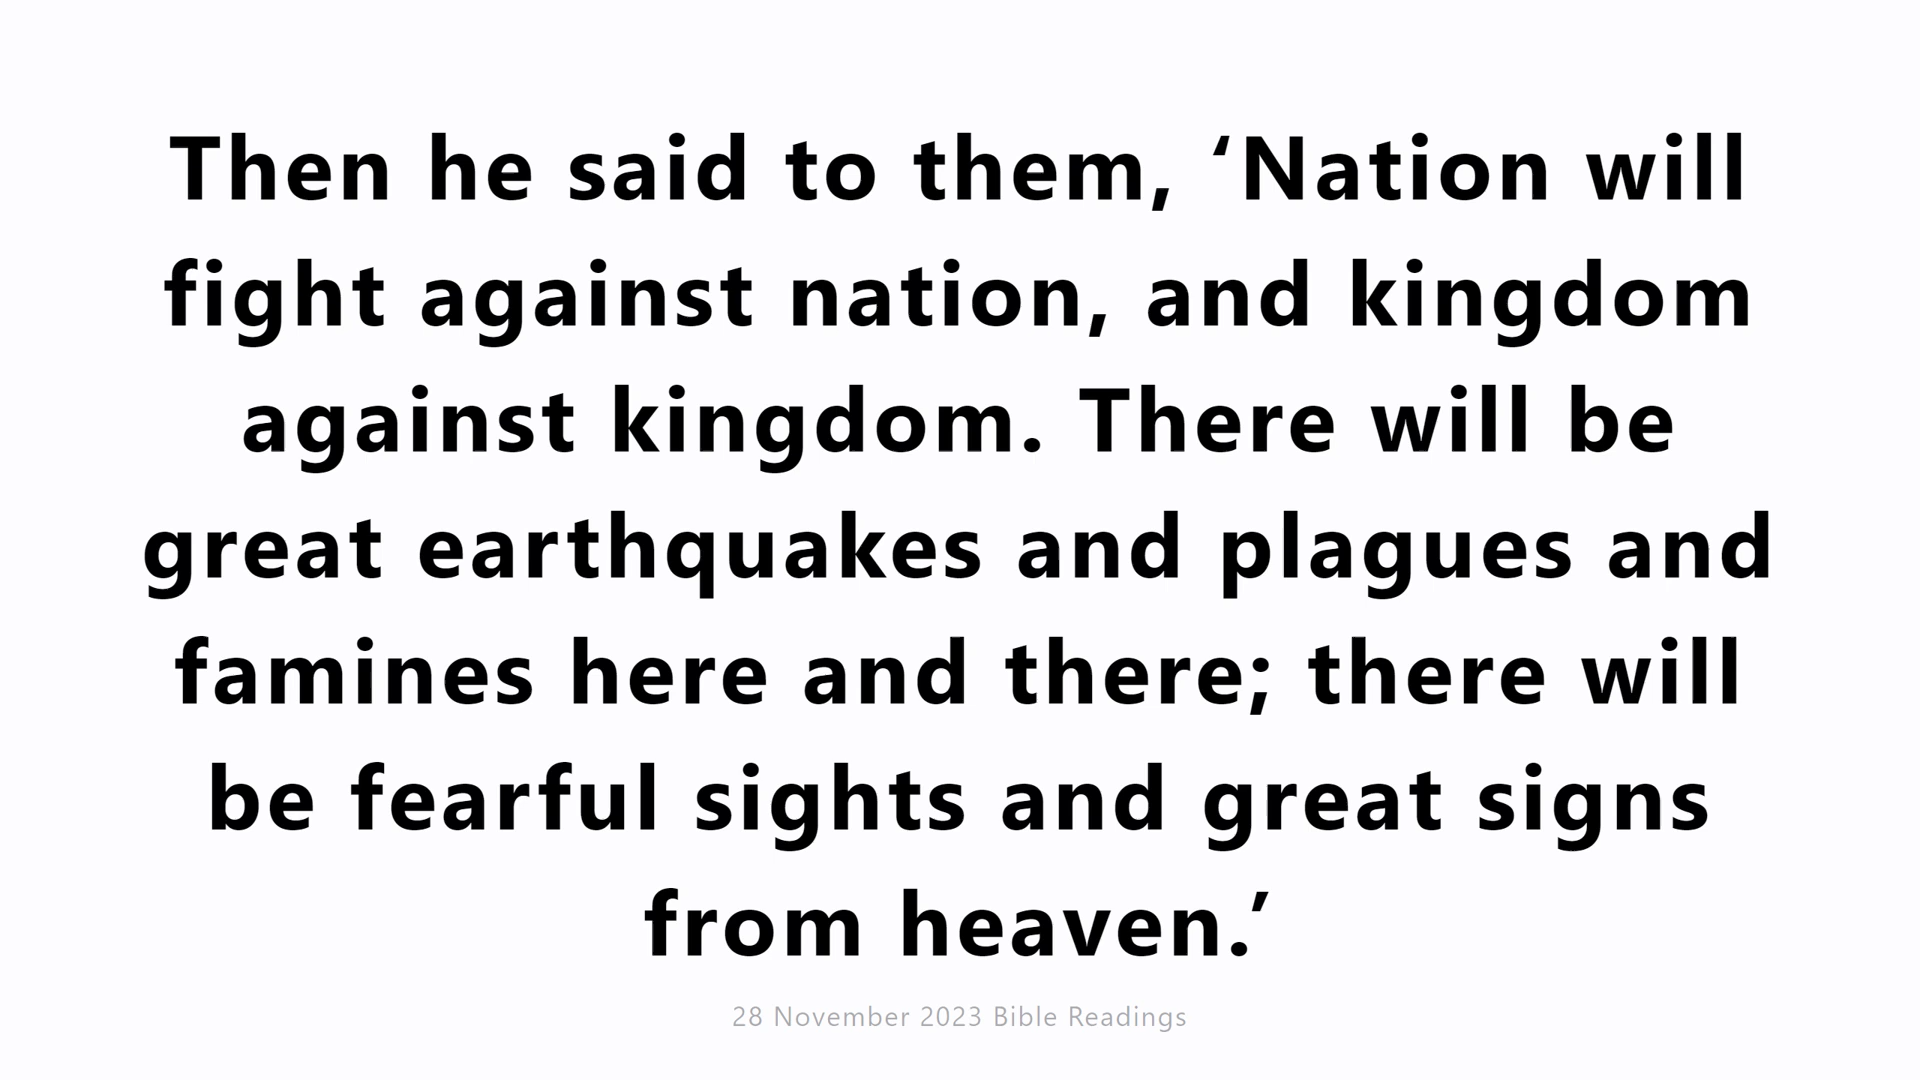 Then he said to them, ‘Nation will
fight against nation, and kingdom
against kingdom. There will be
great earthquakes and plagues and
famines here and there; there will
be fearful sights and great signs
from heaven.’
28 November 2023 Bible Readings